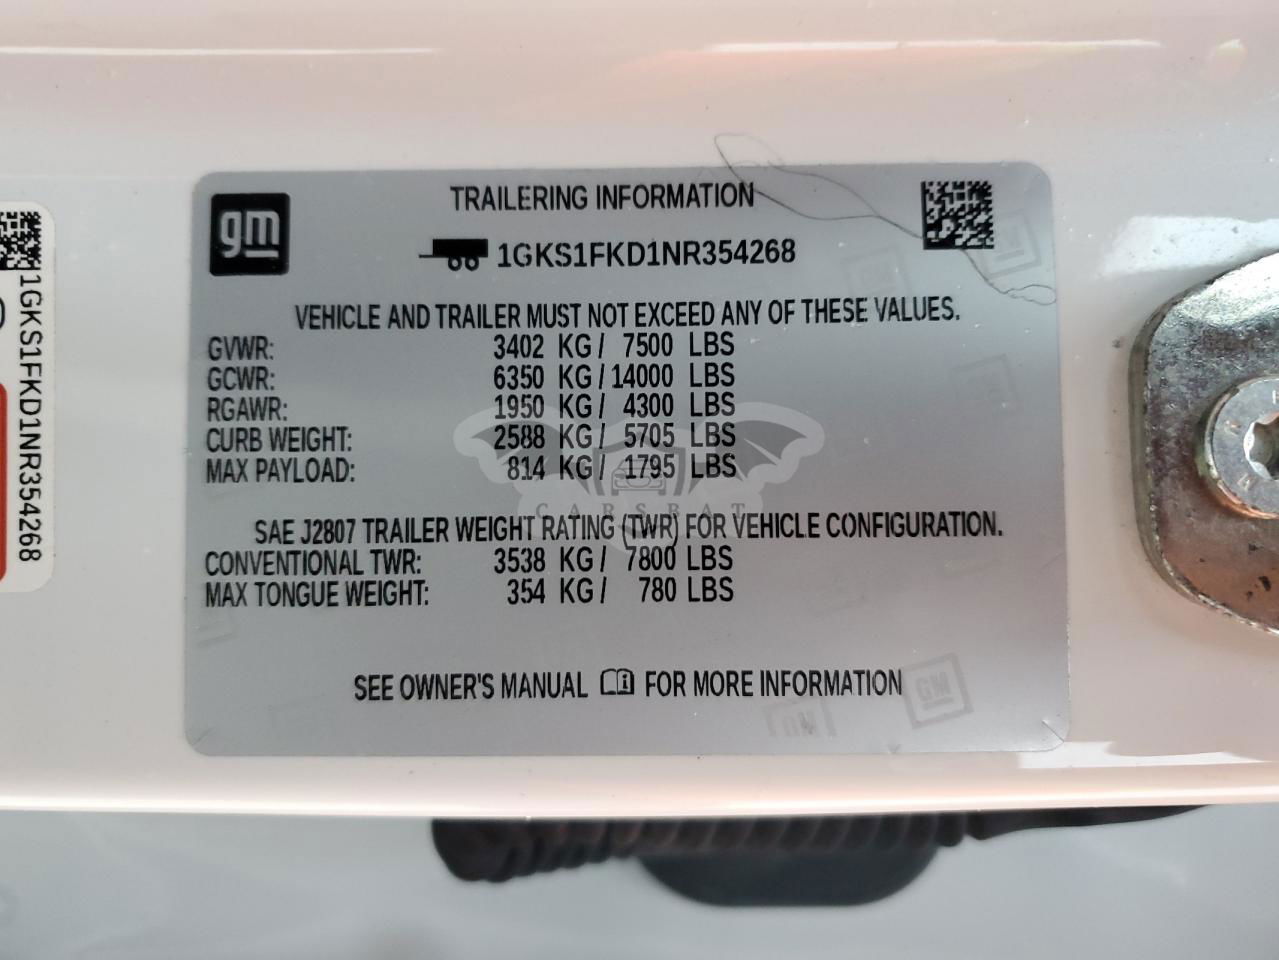 gm
TRAILERING INFORMATION
1GKS1FKD1NR354268
VEHICLE AND TRAILER MUST NOT EXCEED ANY OF THESE VALUES.
GVWR: 3402 KG / 7500 LBS
GCWR: 6350 KG / 14000 LBS
RGAWR: 1950 KG / 4300 LBS
CURB WEIGHT: 2588 KG / 5705 LBS
MAX PAYLOAD: 814 KG / 1795 LBS
CARSBAT
SAE J2807 TRAILER WEIGHT RATING (TWR) FOR VEHICLE CONFIGURATION.
CONVENTIONAL TWR: 3538 KG / 7800 LBS
MAX TONGUE WEIGHT: 354 KG / 780 LBS
SEE OWNER'S MANUAL FOR MORE INFORMATION
GM
GM
1GKS1FKD1NR354268